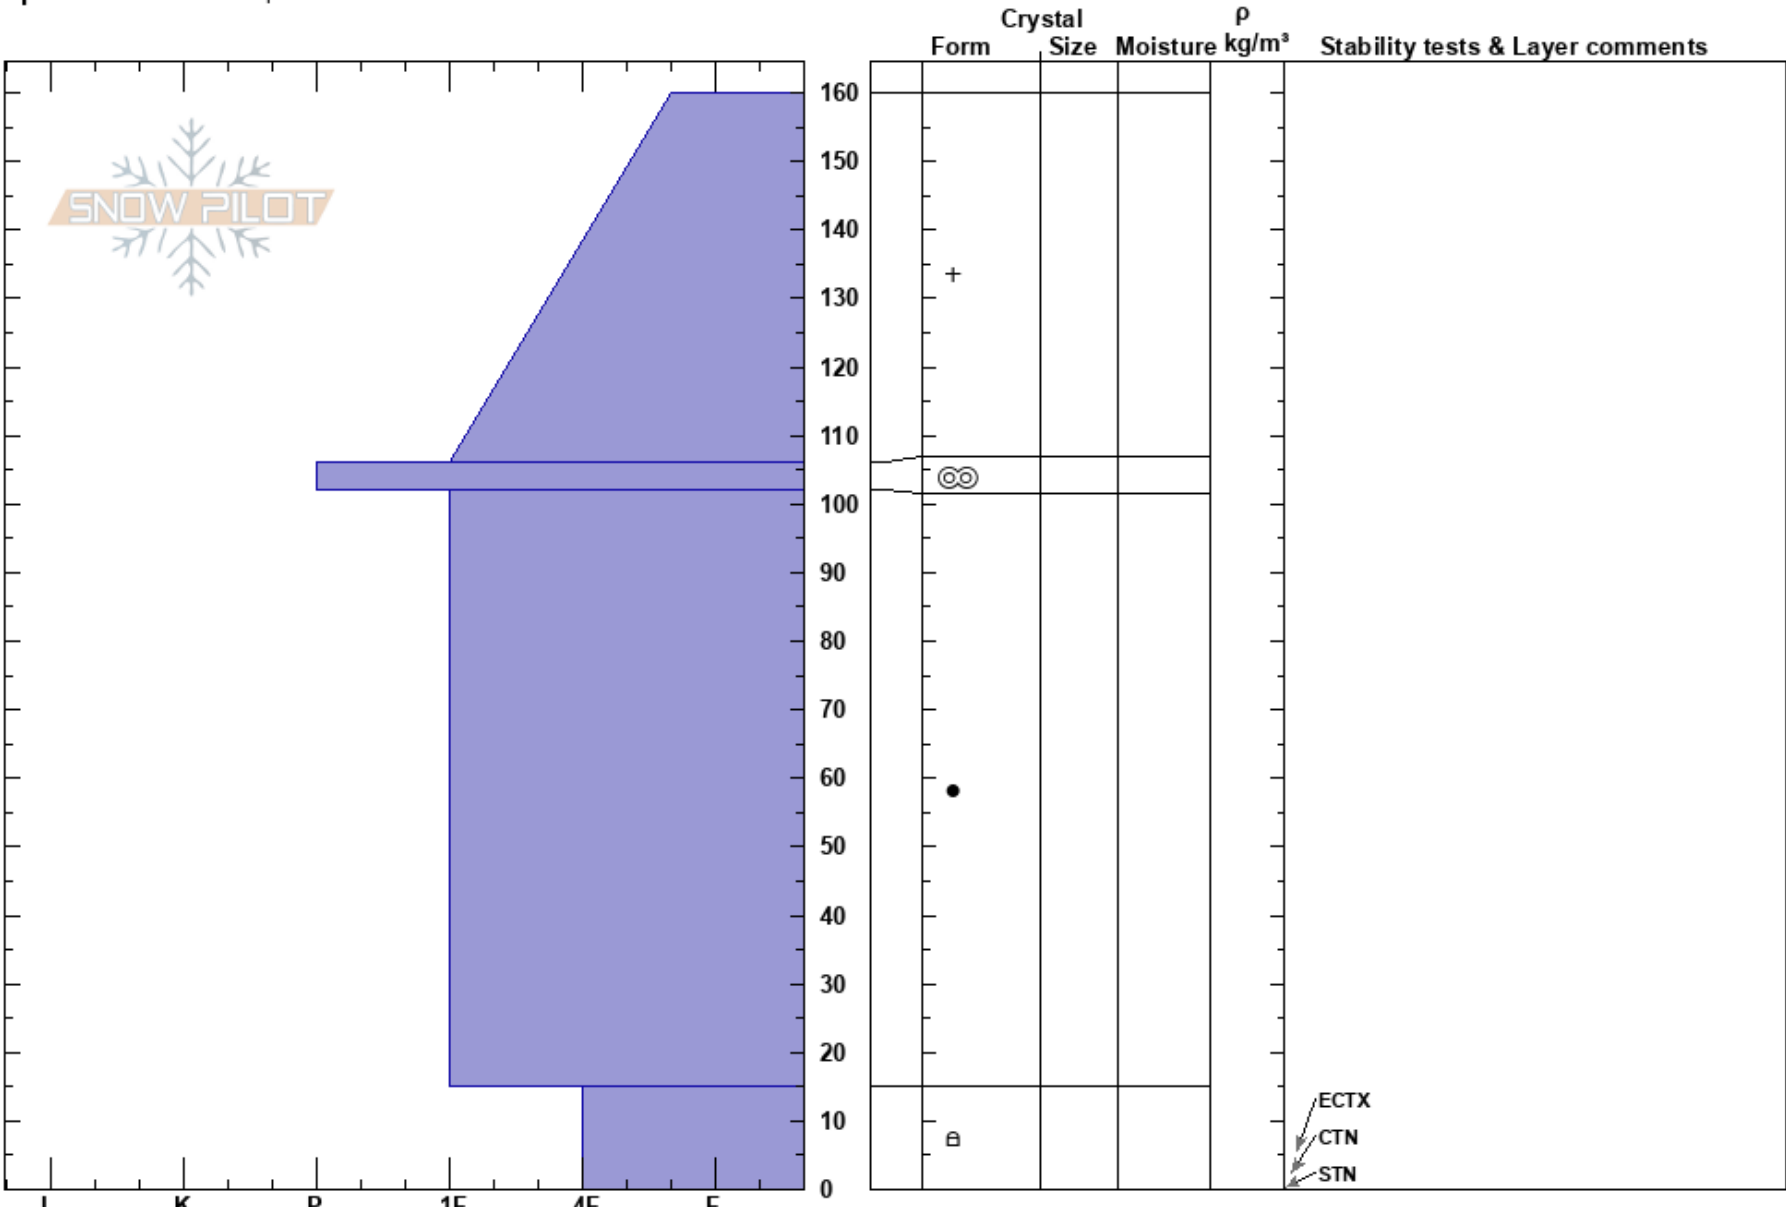 Crystal ρ
Form Size Moisture kg/m³ Stability tests & Layer comments
SNOW PILOT
160
150
140
130
120
110
100
90
80
70
60
50
40
30
20
10
0
ECTX
CTN
STN
I K P 1F 4F F